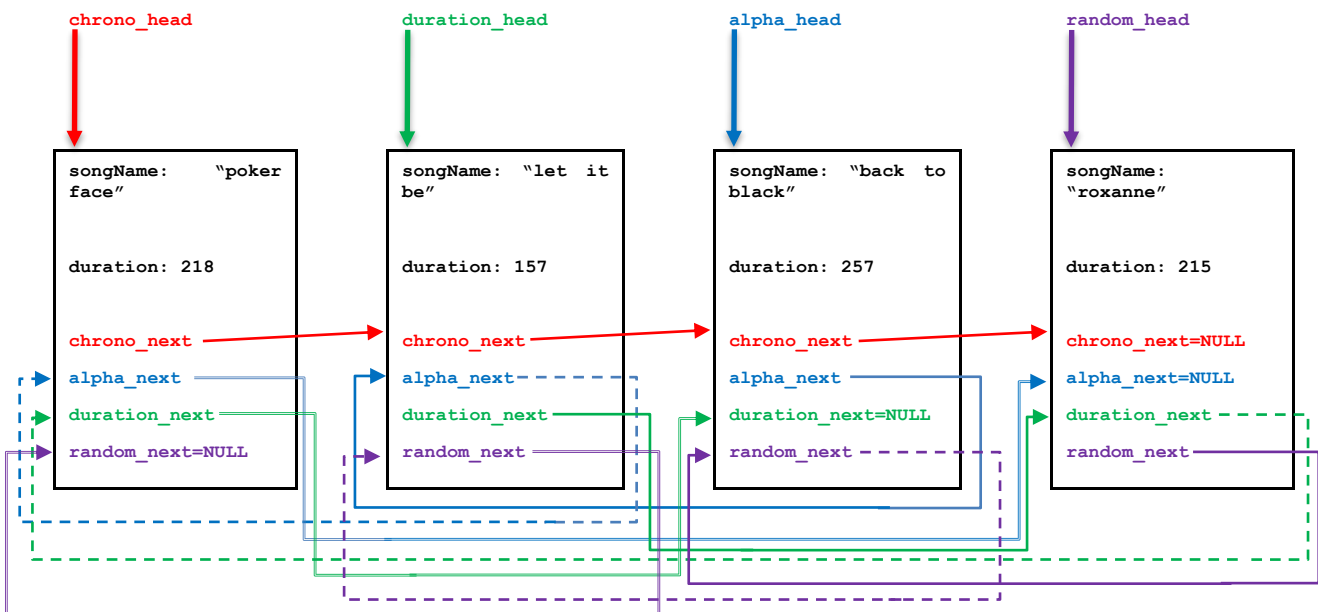 chrono_head
duration_head
alpha_head
random_head
songName: “poker
face”
duration: 218
chrono_next
alpha_next
duration_next
random_next=NULL
songName: “let it
be”
duration: 157
chrono_next
alpha_next
duration_next
random_next
songName: “back to
black”
duration: 257
chrono_next
alpha_next
duration_next=NULL
random_next
songName:
“roxanne”
duration: 215
chrono_next=NULL
alpha_next=NULL
duration_next
random_next